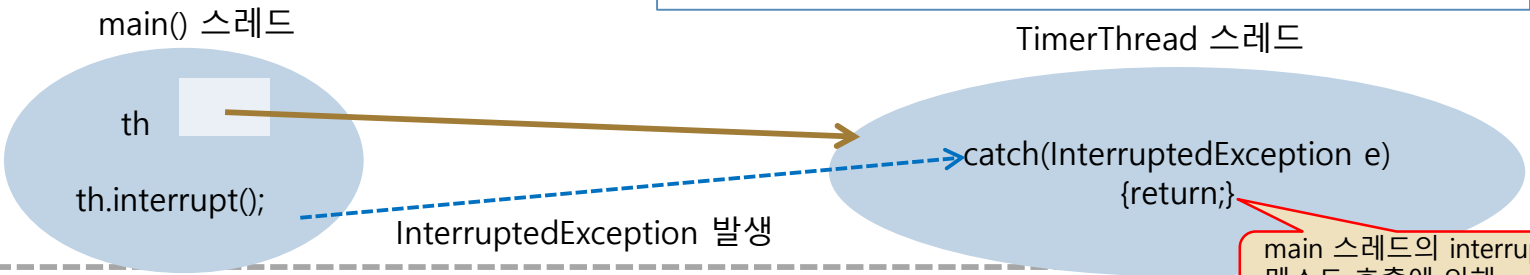 main() 스레드
TimerThread 스레드
th
th.interrupt();
InterruptedException 발생
catch(InterruptedException e)
{return;}
main 스레드의